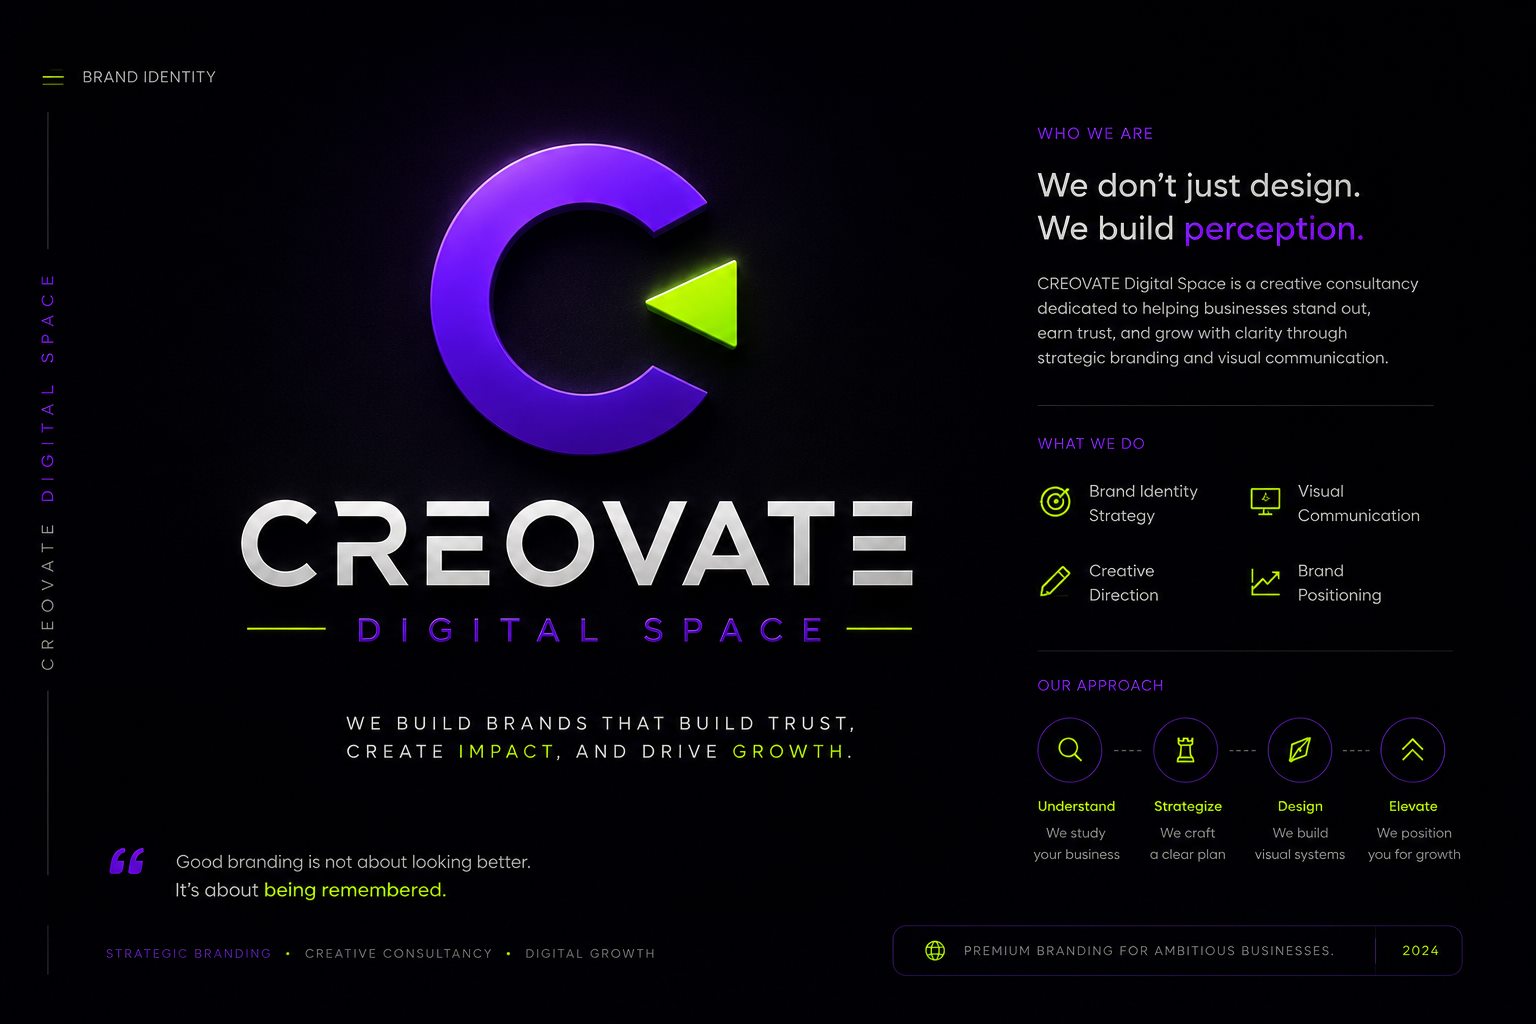 BRAND IDENTITY
CREOVATE DIGITAL SPACE
CREOVATE
DIGITAL SPACE
WE BUILD BRANDS THAT BUILD TRUST,
CREATE IMPACT, AND DRIVE GROWTH.
“ Good branding is not about looking better.
It’s about being remembered.
STRATEGIC BRANDING • CREATIVE CONSULTANCY • DIGITAL GROWTH
WHO WE ARE
We don’t just design.
We build perception.
CREOVATE Digital Space is a creative consultancy
dedicated to helping businesses stand out,
earn trust, and grow with clarity through
strategic branding and visual communication.
WHAT WE DO
Brand Identity
Strategy
Visual
Communication
Creative
Direction
Brand
Positioning
OUR APPROACH
Understand
We study
your business
Strategize
We craft
a clear plan
Design
We build
visual systems
Elevate
We position
you for growth
PREMIUM BRANDING FOR AMBITIOUS BUSINESSES.
2024